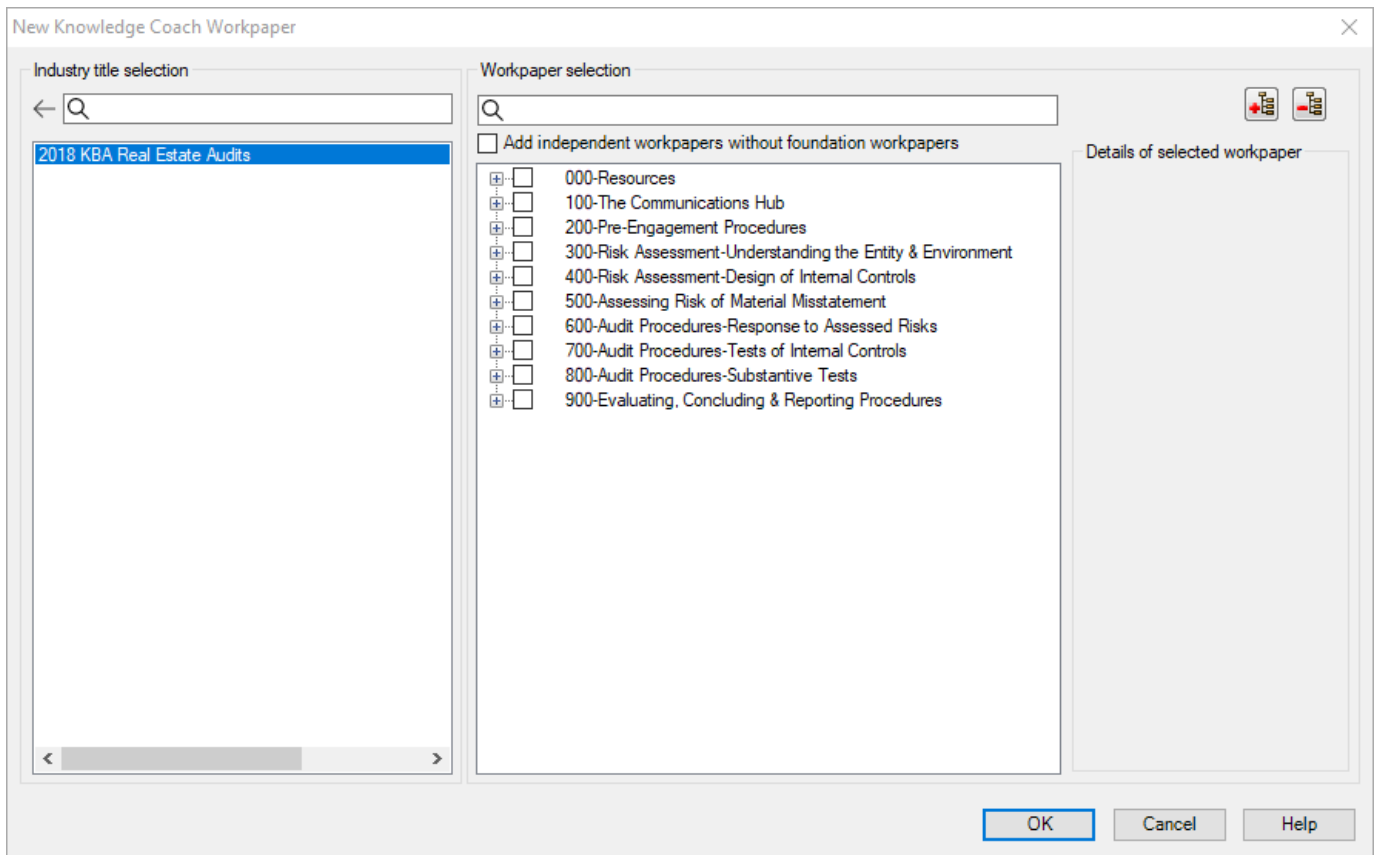 New Knowledge Coach Workpaper
Industry title selection
2018 KBA Real Estate Audits
Workpaper selection
Add independent workpapers without foundation workpapers
000-Resources
100-The Communications Hub
200-Pre-Engagement Procedures
300-Risk Assessment-Understanding the Entity & Environment
400-Risk Assessment-Design of Internal Controls
500-Assessing Risk of Material Misstatement
600-Audit Procedures-Response to Assessed Risks
700-Audit Procedures-Tests of Internal Controls
800-Audit Procedures-Substantive Tests
900-Evaluating, Concluding & Reporting Procedures
Details of selected workpaper
OK Cancel Help